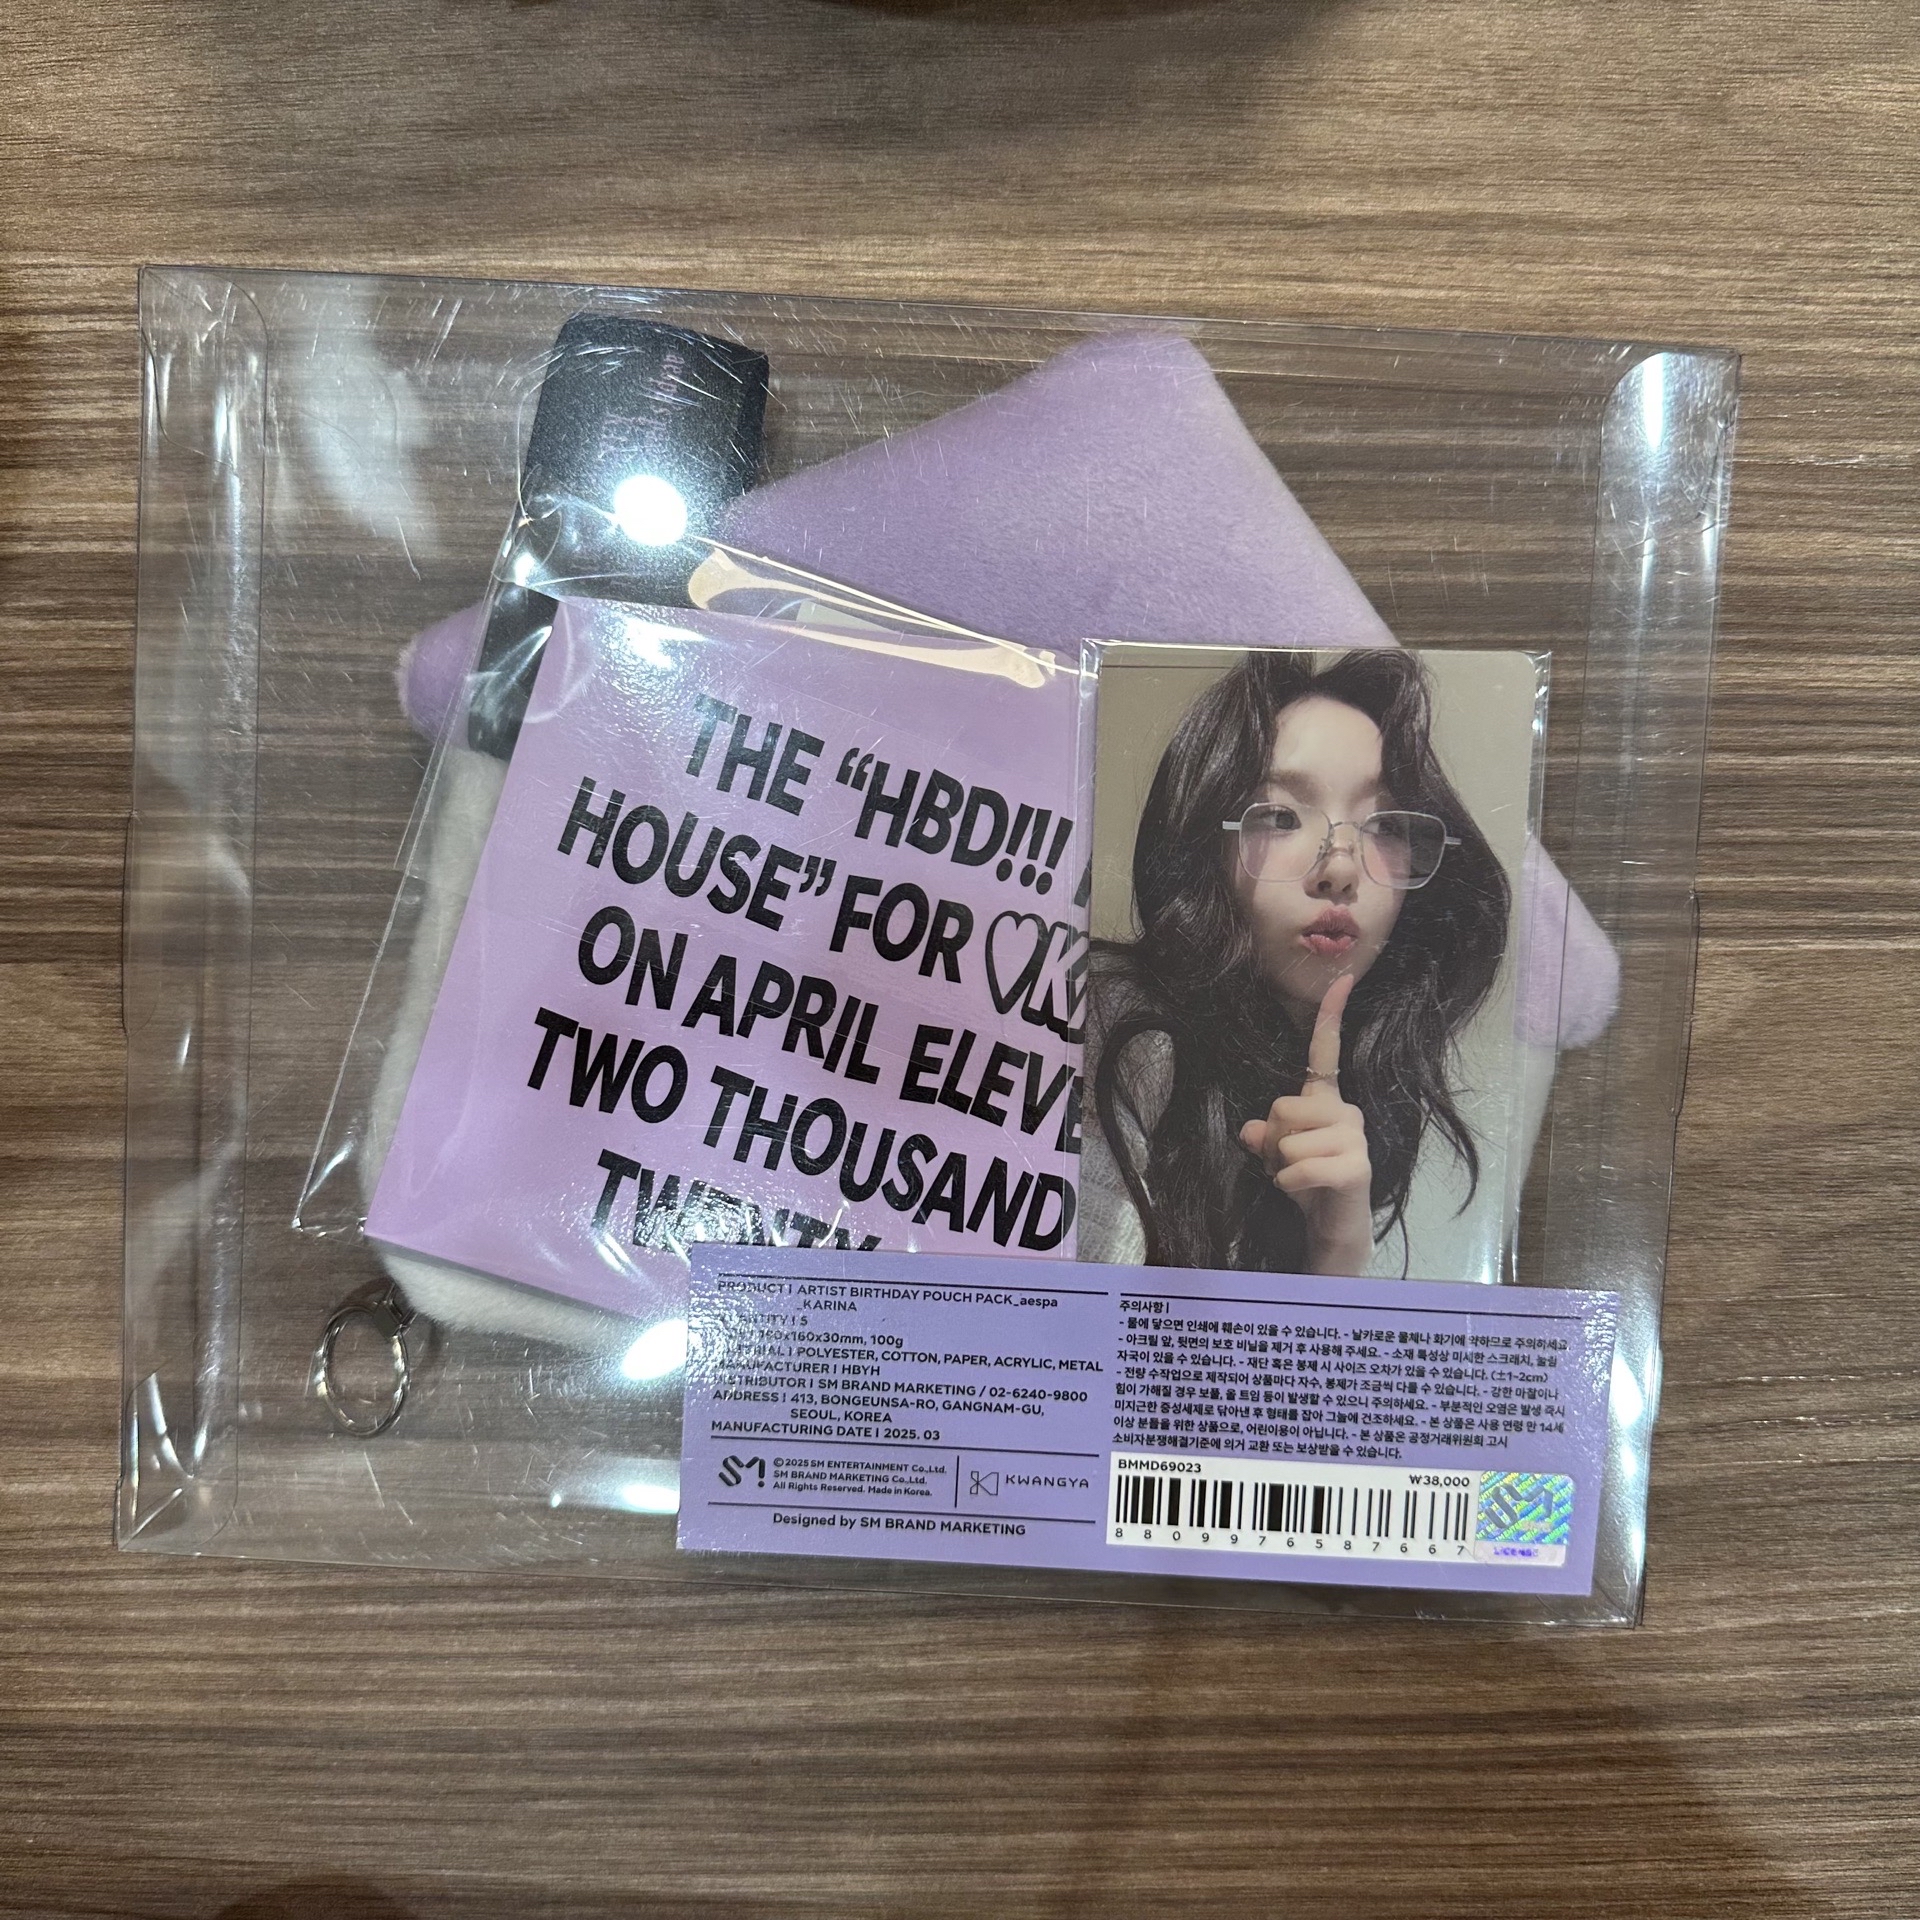 THE “HBD!!!
HOUSE” FOR ♡K
ON APRIL ELEVE
TWO THOUSAND
TWENTY
PRODUCT I ARTIST BIRTHDAY POUCH PACK_aespa
_KARINA
QUANTITY I 5
160x160x30mm, 100g
MATERIAL I POLYESTER, COTTON, PAPER, ACRYLIC, METAL
MANUFACTURER I HBYH
DISTRIBUTOR I SM BRAND MARKETING / 02-6240-9800
ADDRESS I 413, BONGEUNSA-RO, GANGNAM-GU,
SEOUL, KOREA
MANUFACTURING DATE I 2025. 03
SM
© 2025 SM ENTERTAINMENT Co.,Ltd.
SM BRAND MARKETING Co.,Ltd.
All Rights Reserved. Made in Korea.
KWANGYA
Designed by SM BRAND MARKETING
주의사항 I
- 물에 닿으면 인쇄에 훼손이 있을 수 있습니다. - 날카로운 물체나 화기에 약하므로 주의하세요
- 아크릴 앞, 뒷면의 보호 비닐을 제거 후 사용해 주세요. - 소재 특성상 미세한 스크래치, 눌림
자국이 있을 수 있습니다. - 재단 혹은 봉제 시 사이즈 오차가 있을 수 있습니다. (±1~2cm)
- 전량 수작업으로 제작되어 상품마다 자수, 봉제가 조금씩 다를 수 있습니다. - 강한 마찰이나
힘이 가해질 경우 보풀, 올 트임 등이 발생할 수 있으니 주의하세요. - 부분적인 오염은 발생 즉시
미지근한 중성세제로 닦아낸 후 형태를 잡아 그늘에 건조하세요. - 본 상품은 사용 연령 만 14세
이상 분들을 위한 상품으로, 어린이용이 아닙니다. - 본 상품은 공정거래위원회 고시
소비자분쟁해결기준에 의거 교환 또는 보상받을 수 있습니다.
BMMD69023
₩38,000
8809976587667
LICENSE